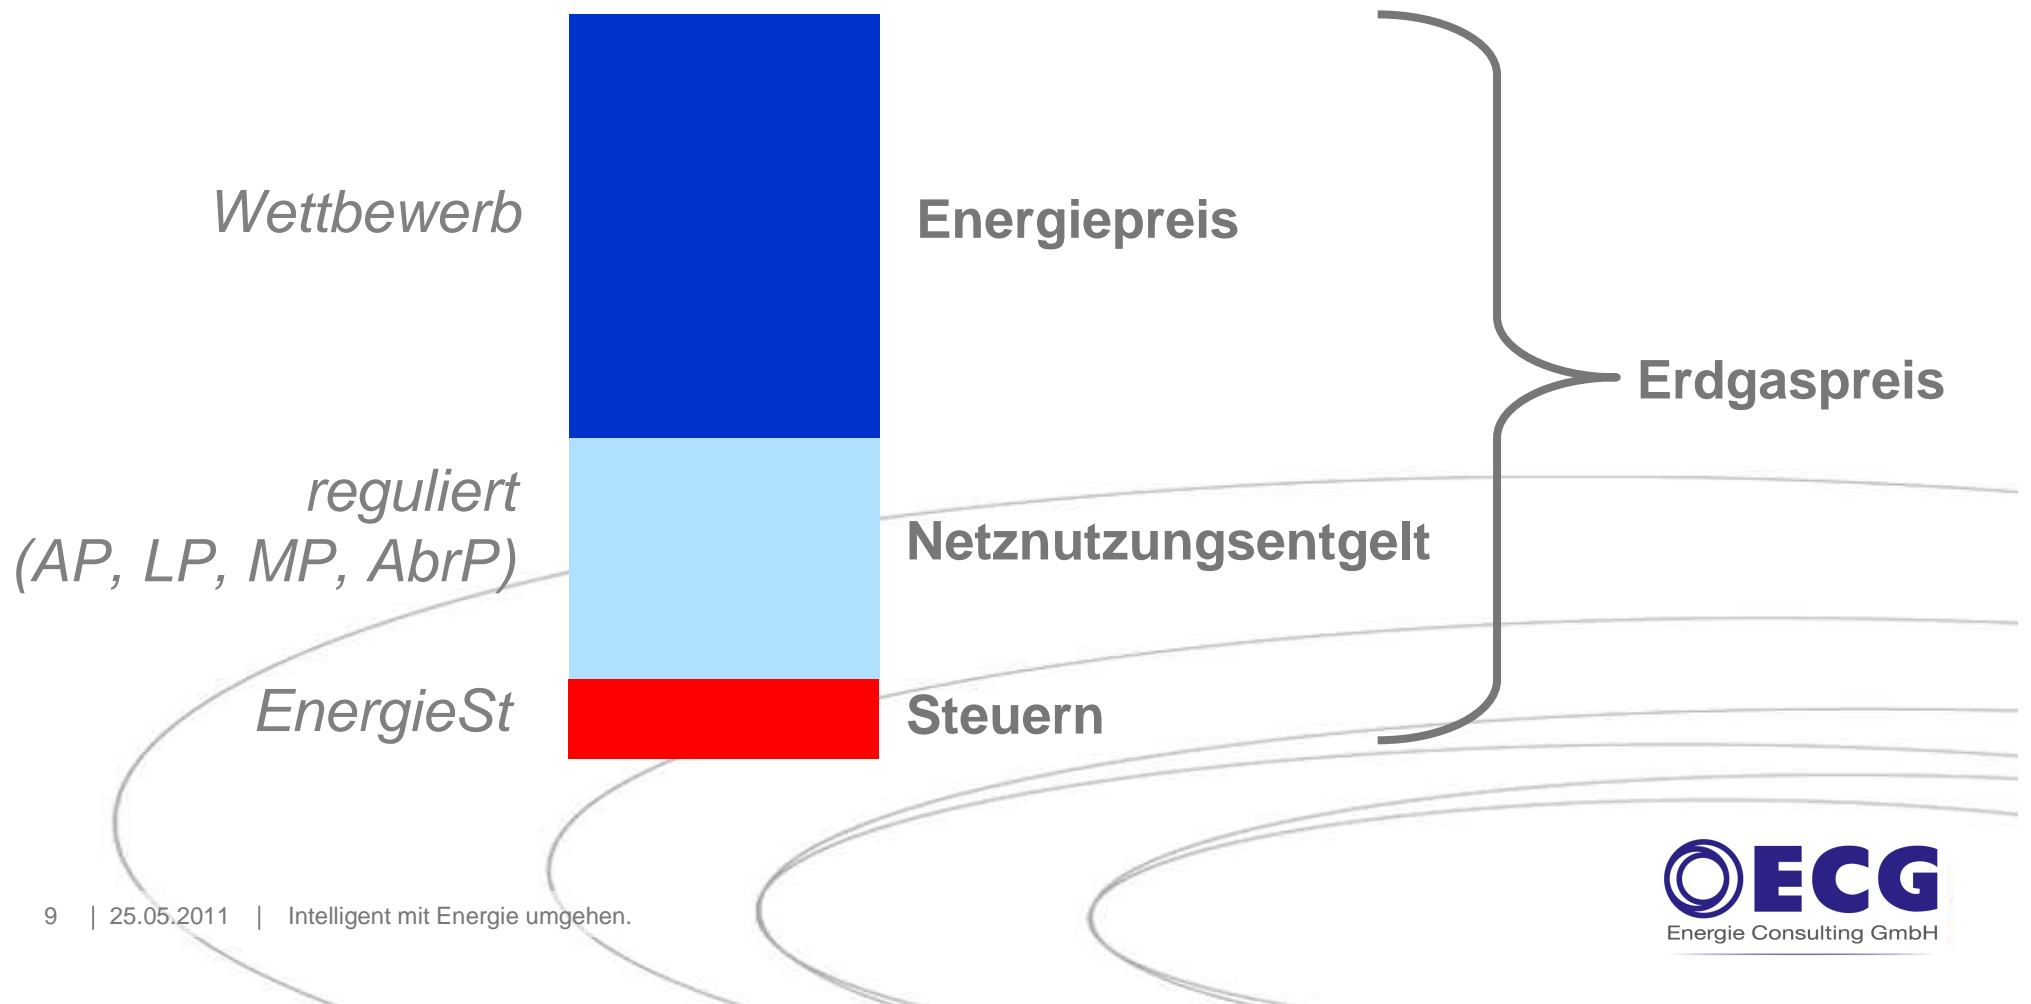 Wettbewerb
Energiepreis
Erdgaspreis
reguliert
(AP, LP, MP, AbrP)
Netznutzungsentgelt
EnergieSt
Steuern
9 | 25.05.2011 | Intelligent mit Energie umgehen.
ECG
Energie Consulting GmbH